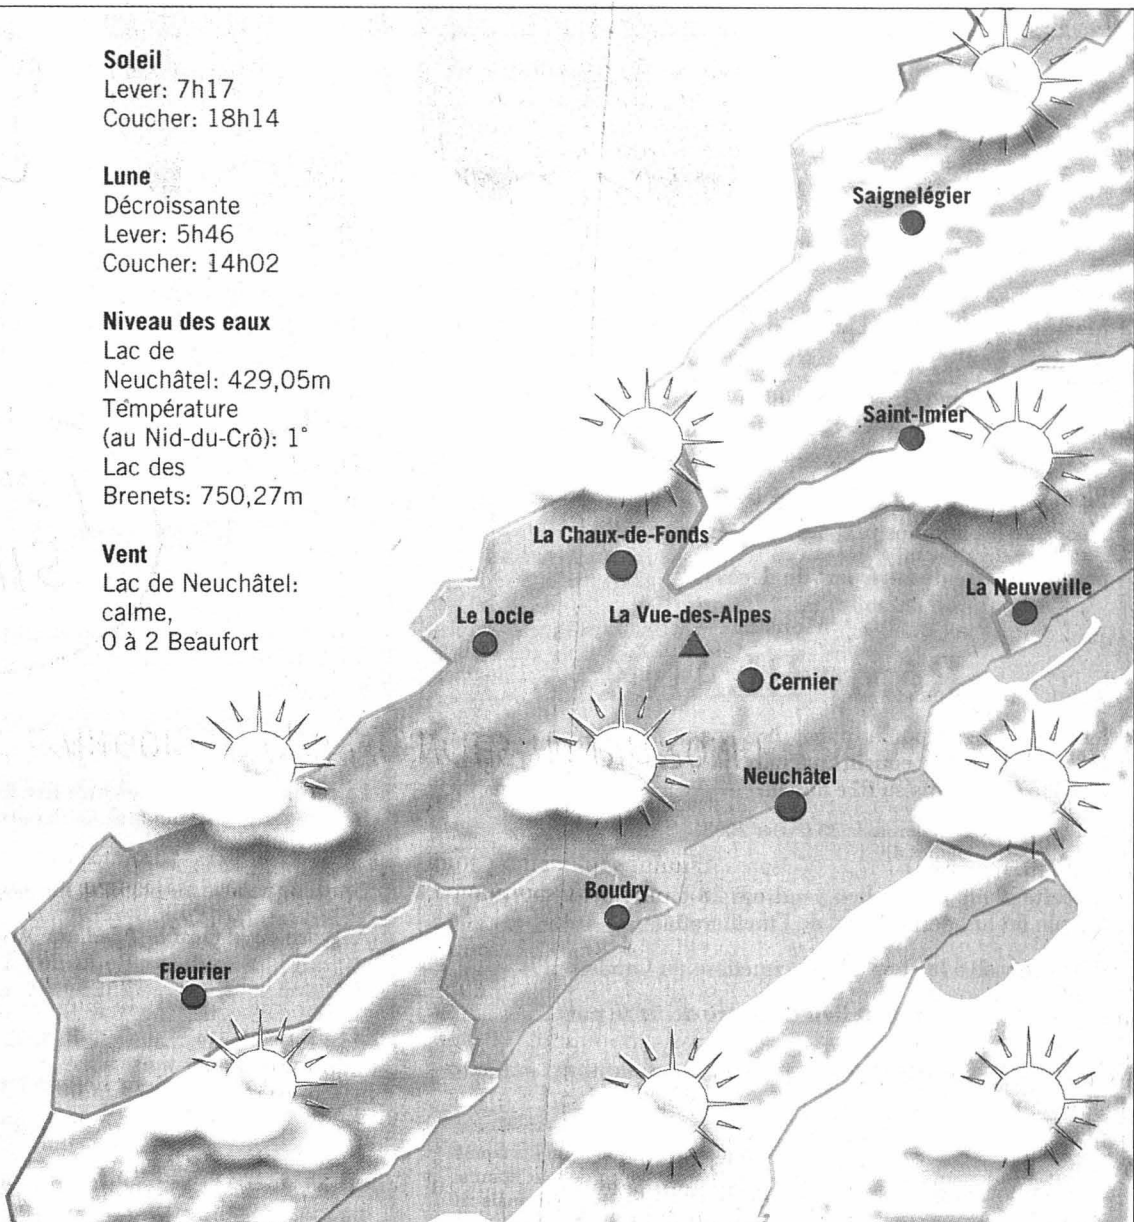 Soleil
Lever: 7h17
Coucher: 18h14
Lune
Décroissante
Lever: 5h46
Coucher: 14h02
Niveau des eaux
Lac de
Neuchâtel: 429,05m
Température
(au Nid-du-Crô): 1°
Lac des
Brenets: 750,27m
Vent
Lac de Neuchâtel:
calme,
0 à 2 Beaufort
Saignelégier
Saint-Imier
La Chaux-de-Fonds
La Neuveville
Le Locle
La Vue-des-Alpes
Cernier
Neuchâtel
Boudry
Fleurier